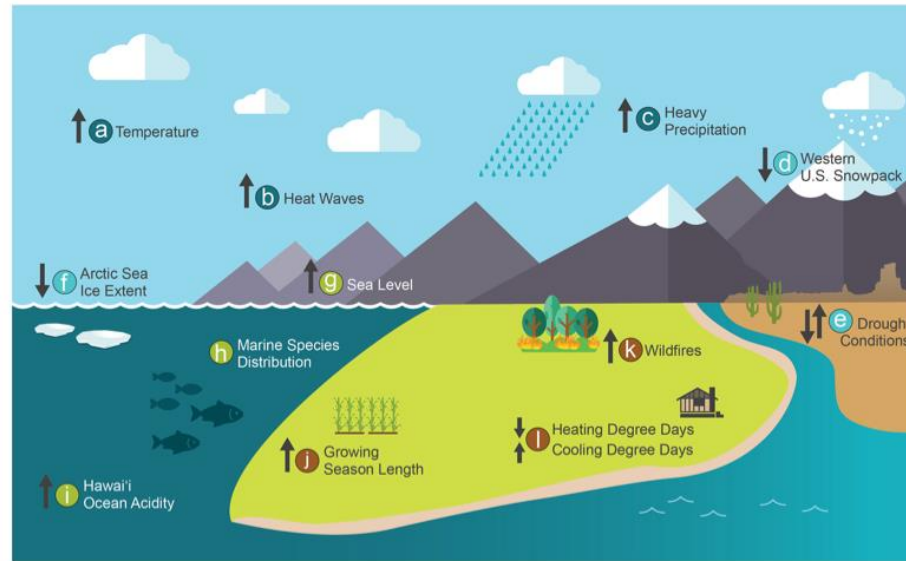 a Temperature
c Heavy
Precipitation
d Western
U.S. Snowpack
b Heat Waves
f Arctic Sea
Ice Extent
g Sea Level
e Drough
Conditions
h Marine Species
Distribution
k Wildfires
j Growing
Season Length
l Heating Degree Days
Cooling Degree Days
i Hawai‘i
Ocean Acidity